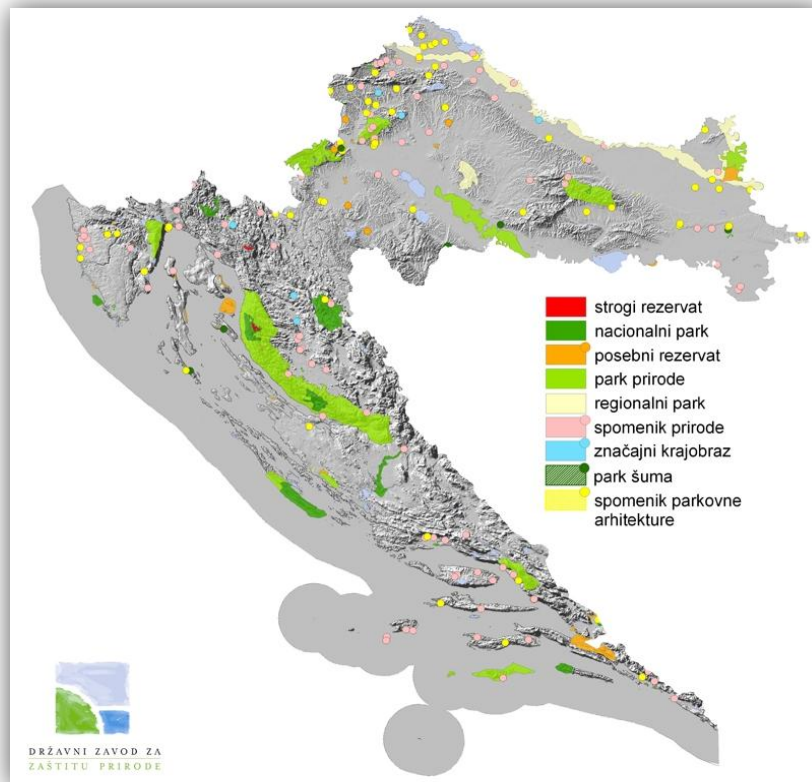 strogi rezervat
nacionalni park
posebni rezervat
park prirode
regionalni park
spomenik prirode
značajni krajobraz
park šuma
spomenik parkovne
arhitekture
DRŽAVNI ZAVOD ZA
ZAŠTITU PRIRODE